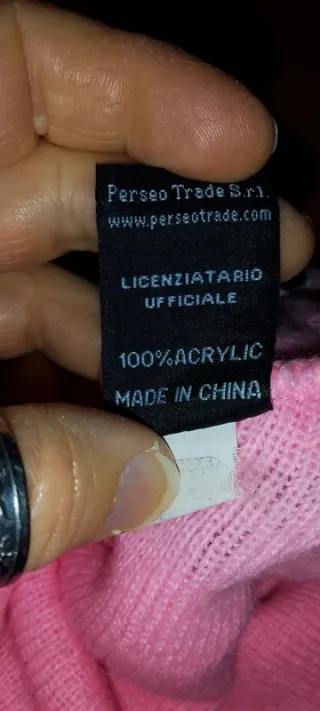 Perseo Trade S.r.l.
www.perseotrade.com
LICENZIATARIO
UFFICIALE
100%ACRYLIC
MADE IN CHINA